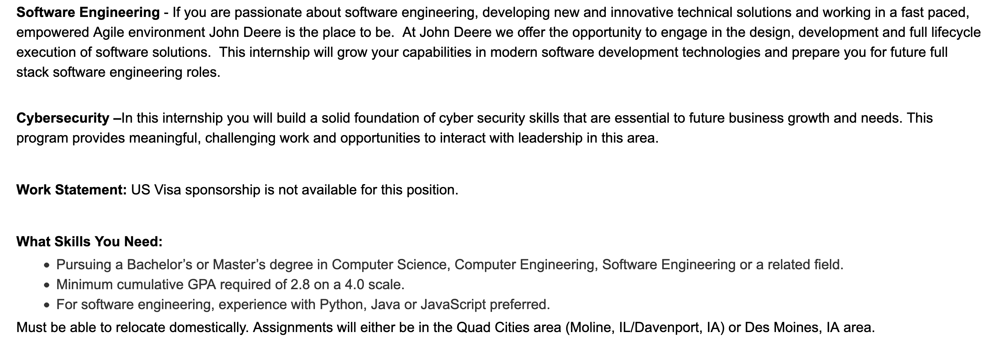 Software Engineering - If you are passionate about software engineering, developing new and innovative technical solutions and working in a fast paced,
empowered Agile environment John Deere is the place to be.  At John Deere we offer the opportunity to engage in the design, development and full lifecycle
execution of software solutions.  This internship will grow your capabilities in modern software development technologies and prepare you for future full
stack software engineering roles.
Cybersecurity –In this internship you will build a solid foundation of cyber security skills that are essential to future business growth and needs. This
program provides meaningful, challenging work and opportunities to interact with leadership in this area.
Work Statement: US Visa sponsorship is not available for this position.
What Skills You Need:
• Pursuing a Bachelor’s or Master’s degree in Computer Science, Computer Engineering, Software Engineering or a related field.
• Minimum cumulative GPA required of 2.8 on a 4.0 scale.
• For software engineering, experience with Python, Java or JavaScript preferred.
Must be able to relocate domestically. Assignments will either be in the Quad Cities area (Moline, IL/Davenport, IA) or Des Moines, IA area.